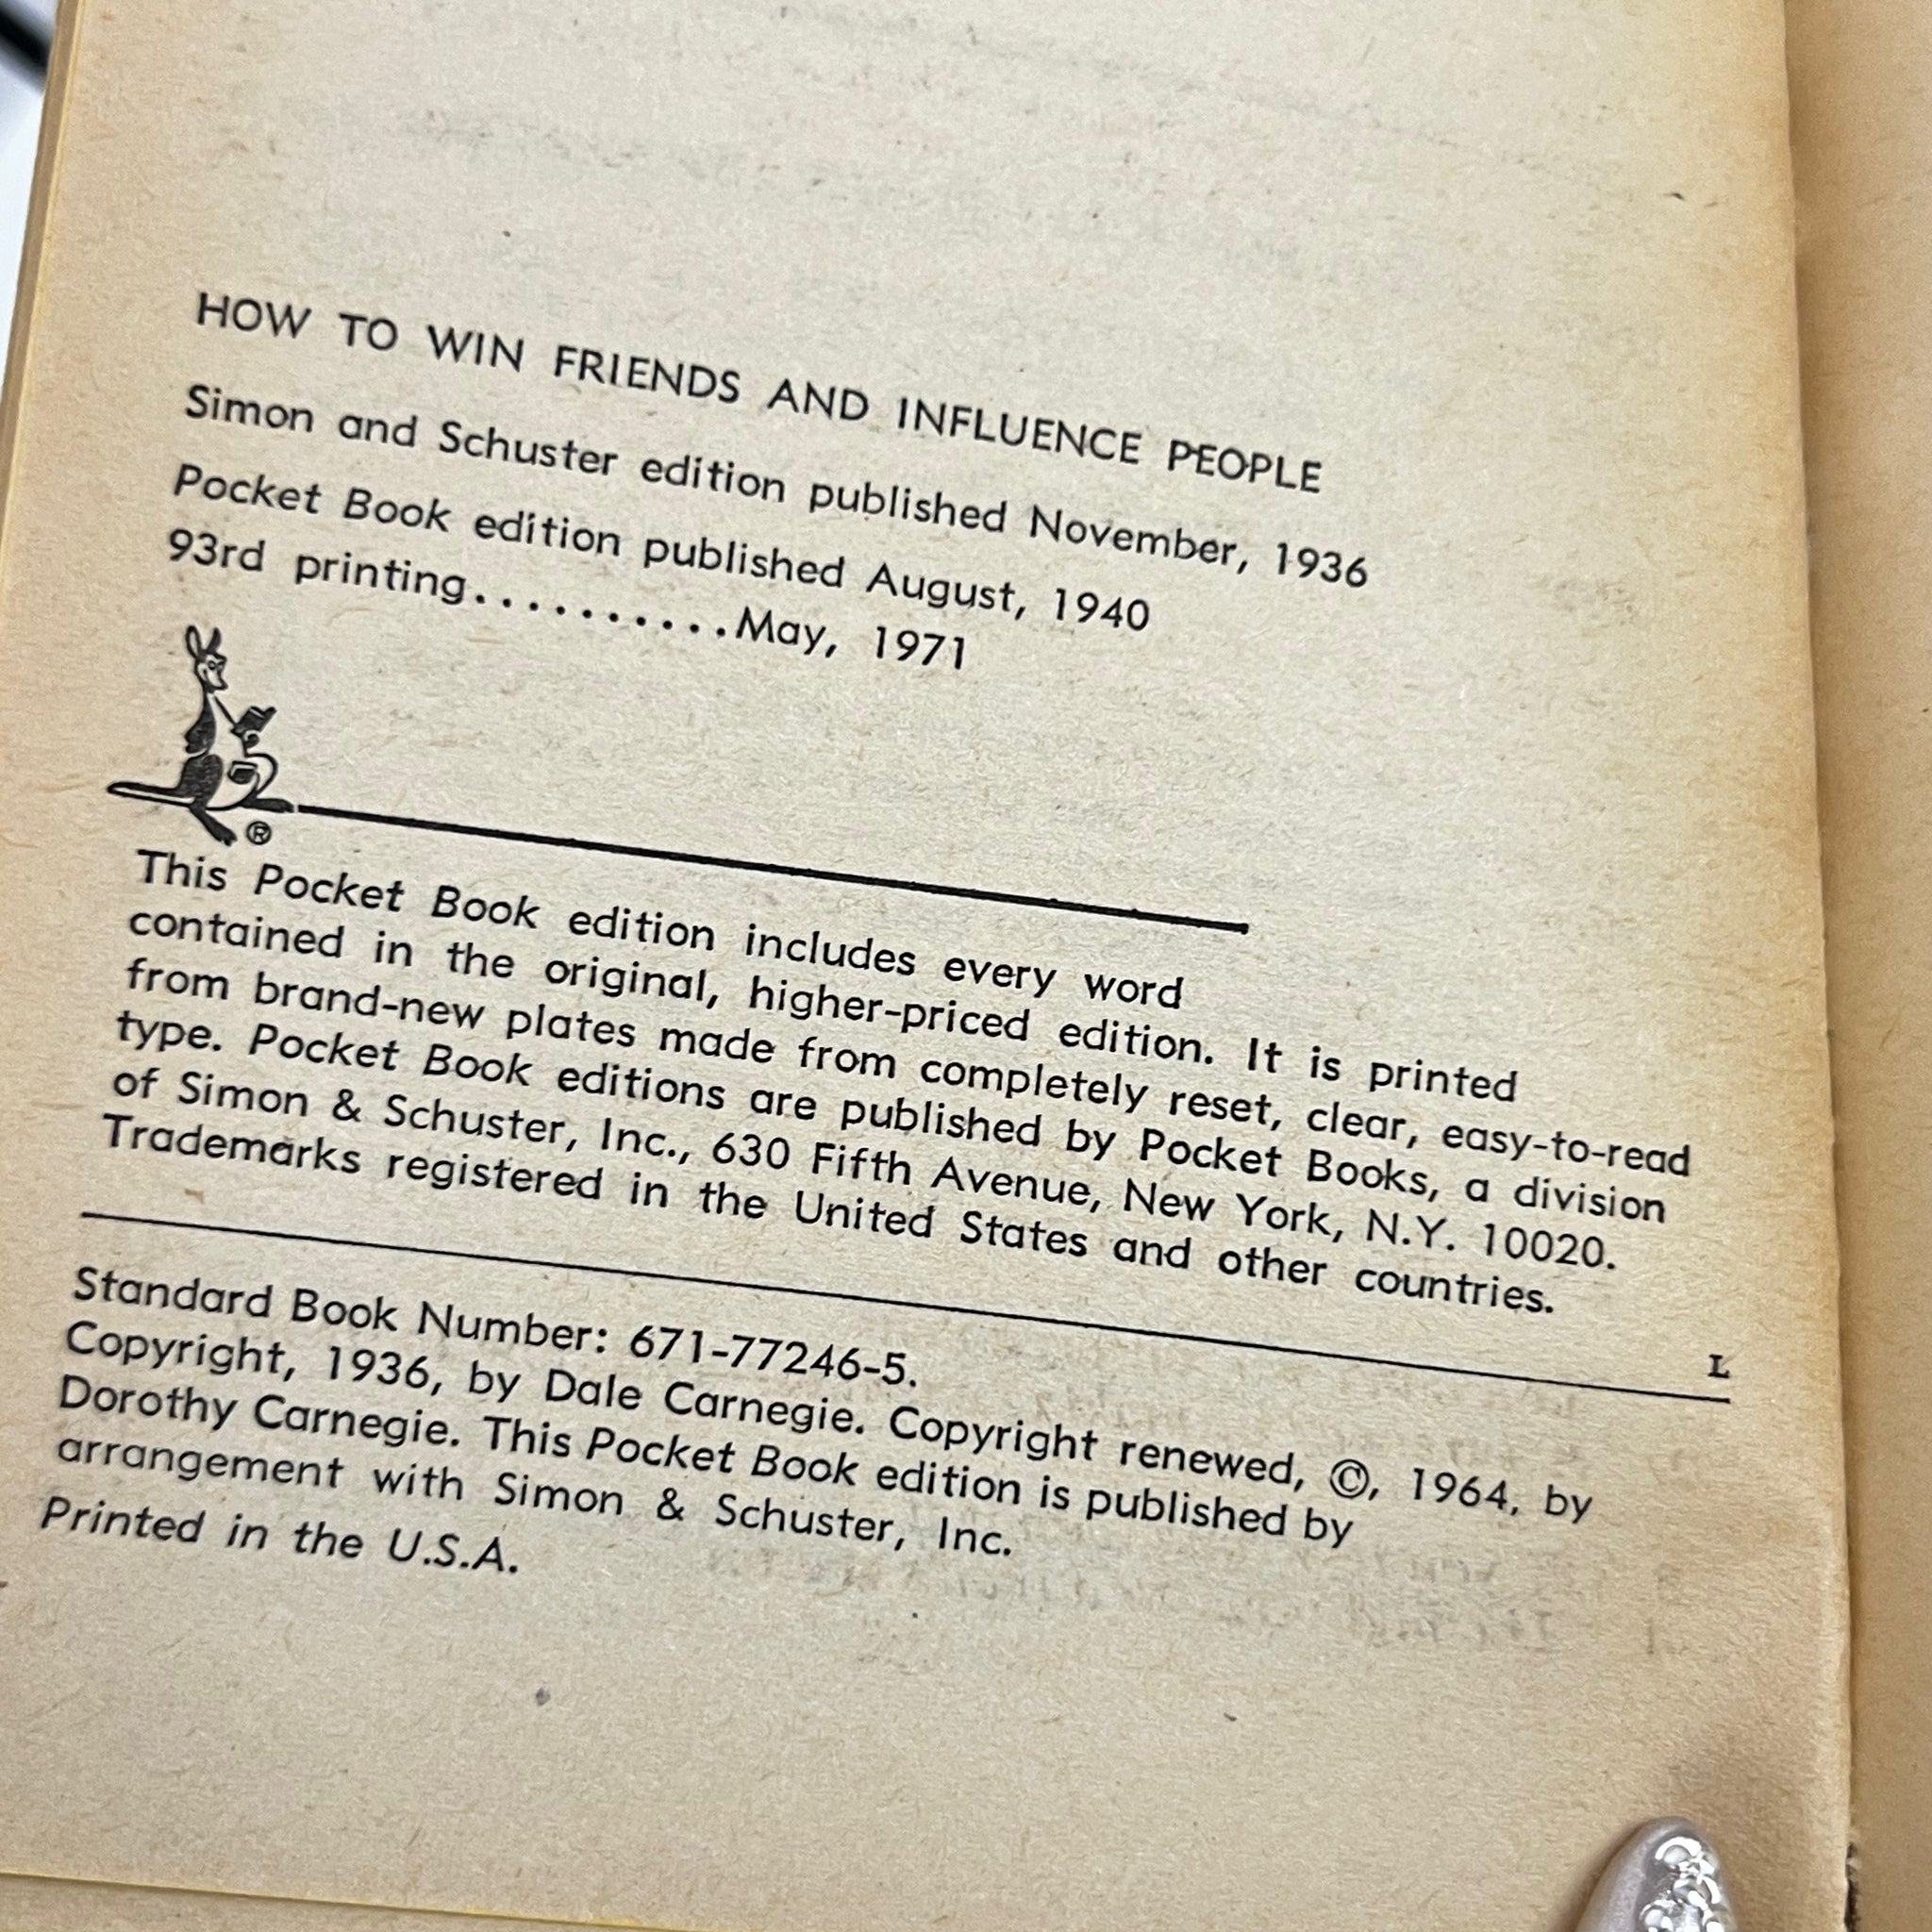 HOW TO WIN FRIENDS AND INFLUENCE PEOPLE
Simon and Schuster edition published November, 1936
Pocket Book edition published August, 1940
93rd printing..........May, 1971
®
This Pocket Book edition includes every word
contained in the original, higher-priced edition. It is printed
from brand-new plates made from completely reset, clear, easy-to-read
type. Pocket Book editions are published by Pocket Books, a division
of Simon & Schuster, Inc., 630 Fifth Avenue, New York, N.Y. 10020.
Trademarks registered in the United States and other countries.
L
Standard Book Number: 671-77246-5.
Copyright, 1936, by Dale Carnegie. Copyright renewed, ©, 1964, by
Dorothy Carnegie. This Pocket Book edition is published by
arrangement with Simon & Schuster, Inc.
Printed in the U.S.A.